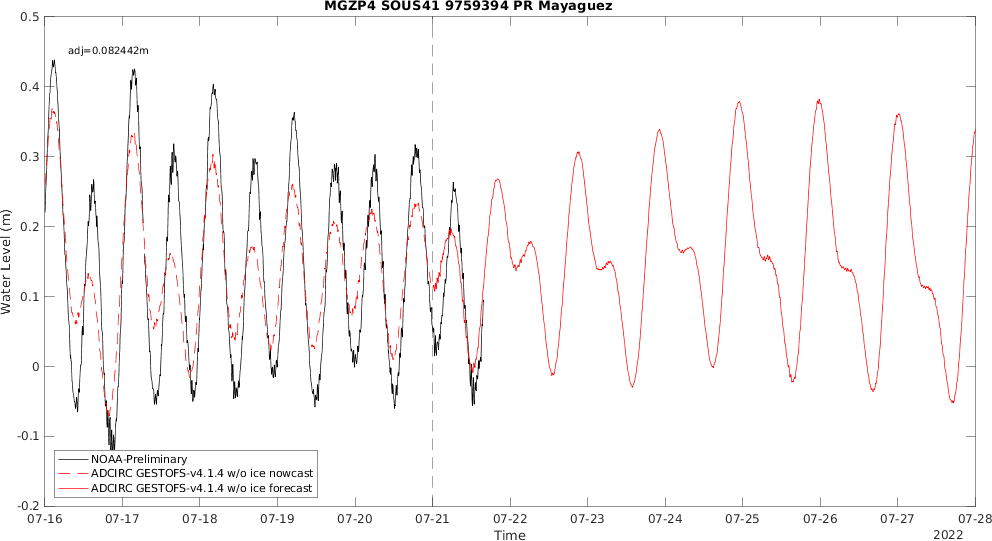 MGZP4 SOUS41 9759394 PR Mayaguez
adj=0.082442m
Water Level (m)
0.5
0.4
0.3
0.2
0.1
0
-0.1
-0.2
NOAA-Preliminary
ADCIRC GESTOFS-v4.1.4 w/o ice nowcast
ADCIRC GESTOFS-v4.1.4 w/o ice forecast
07-16 07-17 07-18 07-19 07-20 07-21 07-22 07-23 07-24 07-25 07-26 07-27 07-28
Time
2022